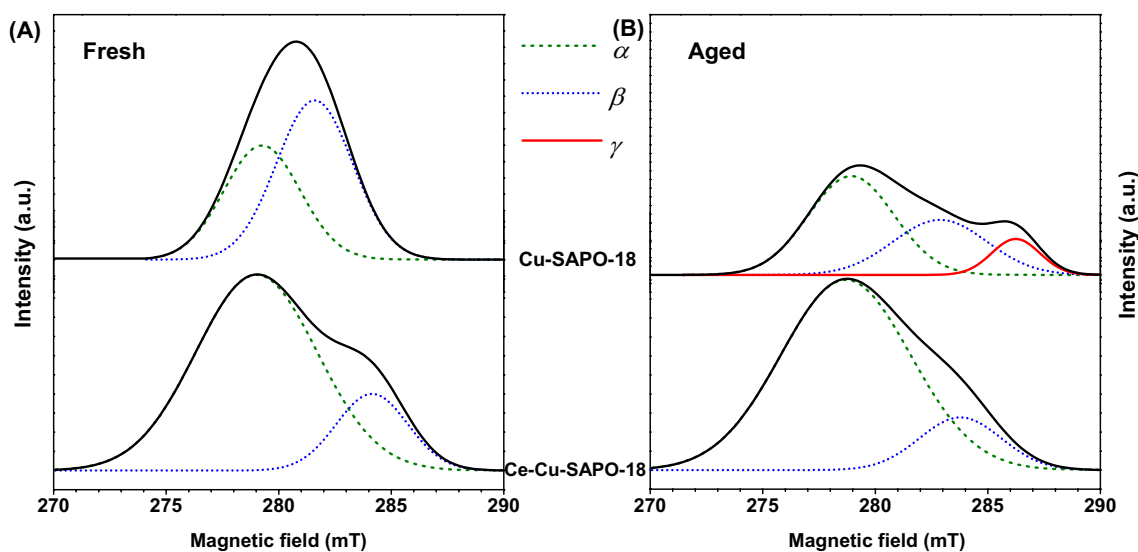 (A)
Fresh
α
β
γ
(B)
Aged
Intensity (a.u.)
Cu-SAPO-18
Ce-Cu-SAPO-18
Intensity (a.u.)
270 275 280 285 290
Magnetic field (mT)
270 275 280 285 290
Magnetic field (mT)